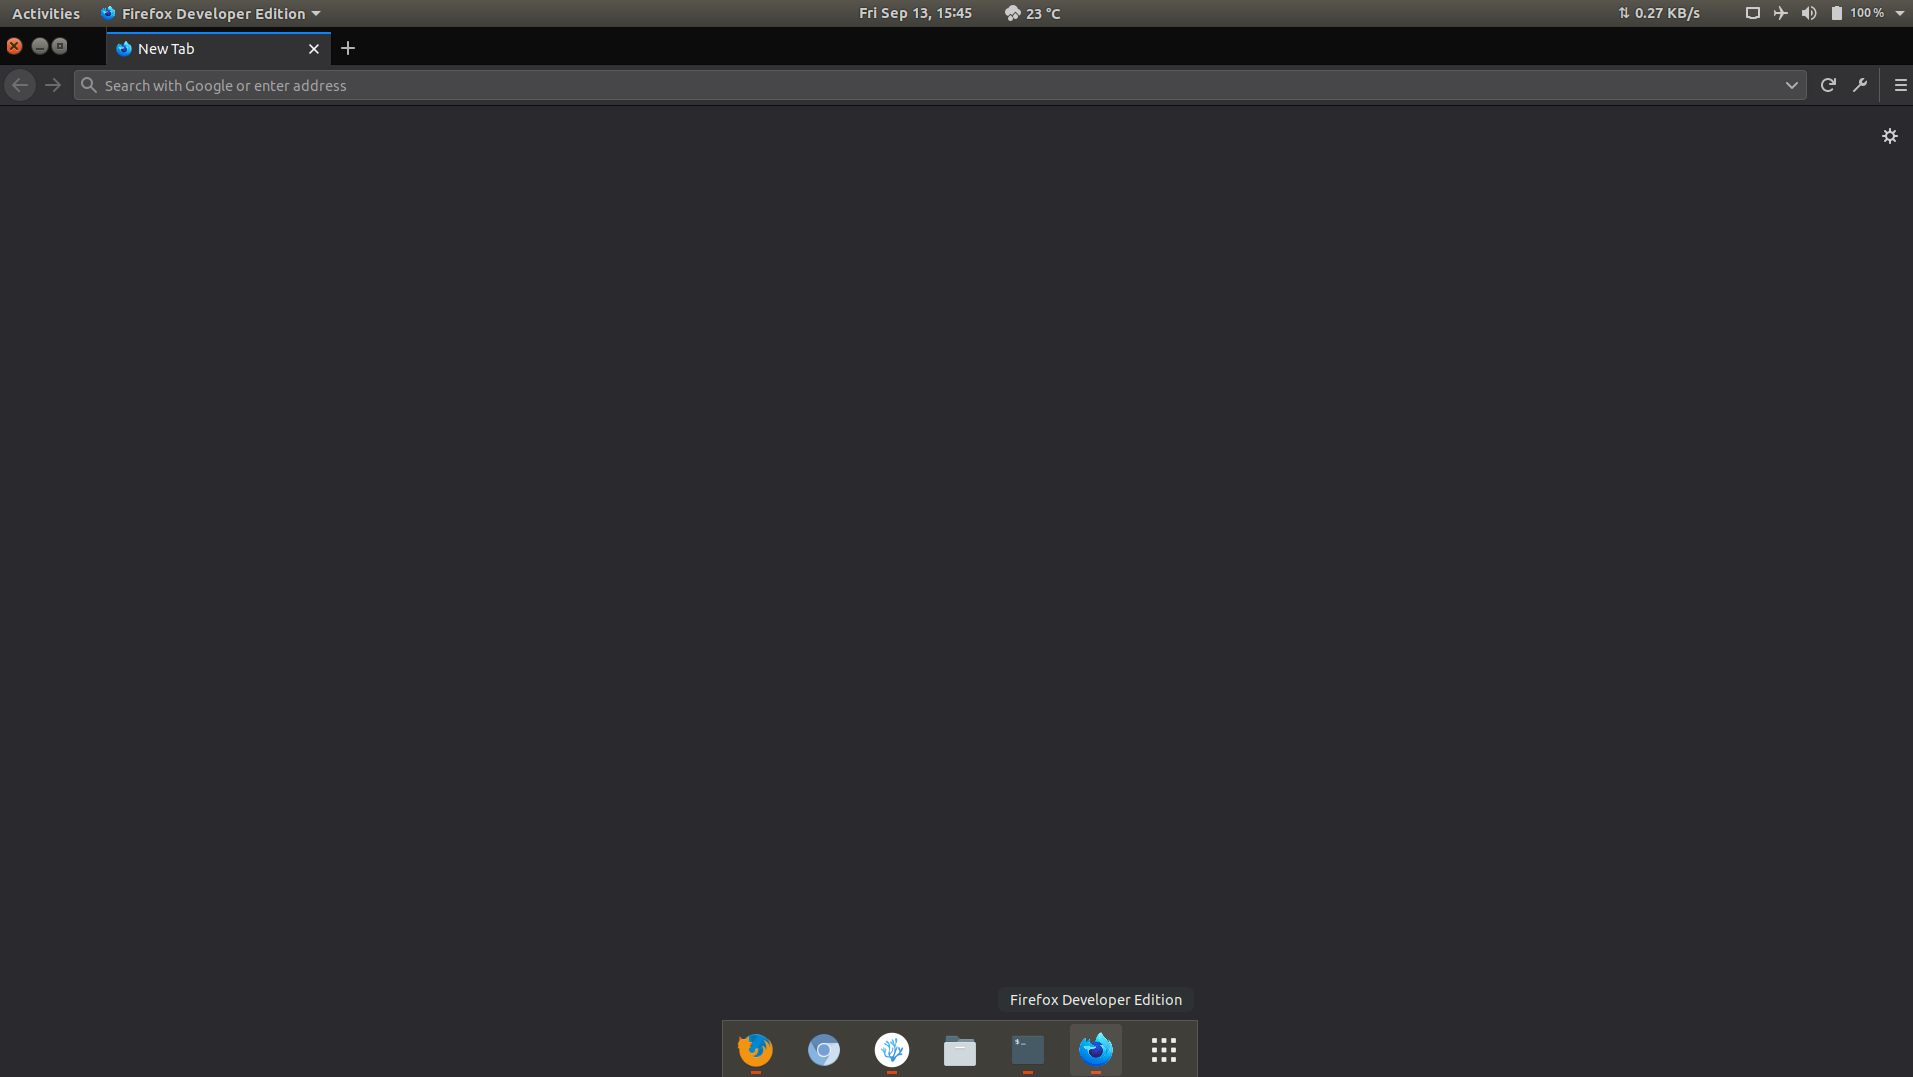 Activities Firefox Developer Edition Fri Sep 13, 15:45 23 °C 0.27 KB/s 100 %
New Tab
Search with Google or enter address
Firefox Developer Edition
$_